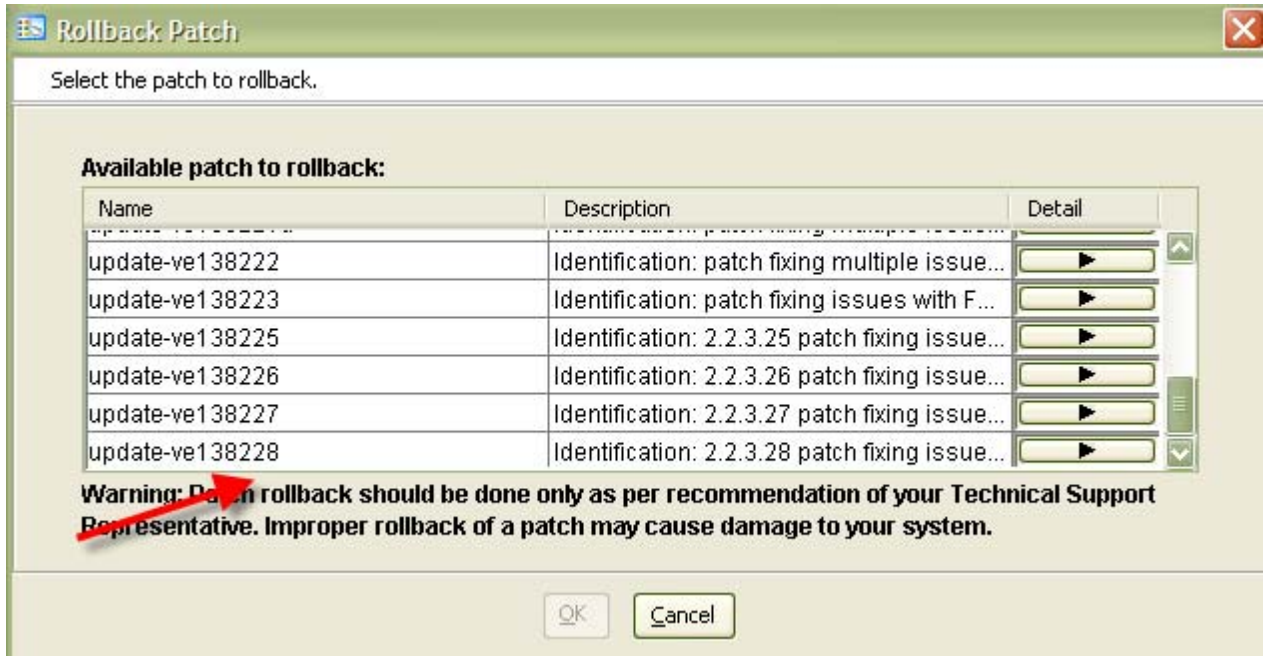 Rollback Patch
Select the patch to rollback.
Available patch to rollback:
Name Description Detail
update-ve138222 Identification: patch fixing multiple issue...
update-ve138223 Identification: patch fixing issues with F...
update-ve138225 Identification: 2.2.3.25 patch fixing issue...
update-ve138226 Identification: 2.2.3.26 patch fixing issue...
update-ve138227 Identification: 2.2.3.27 patch fixing issue...
update-ve138228 Identification: 2.2.3.28 patch fixing issue...
Warning: Patch rollback should be done only as per recommendation of your Technical Support
Representative. Improper rollback of a patch may cause damage to your system.
OK Cancel